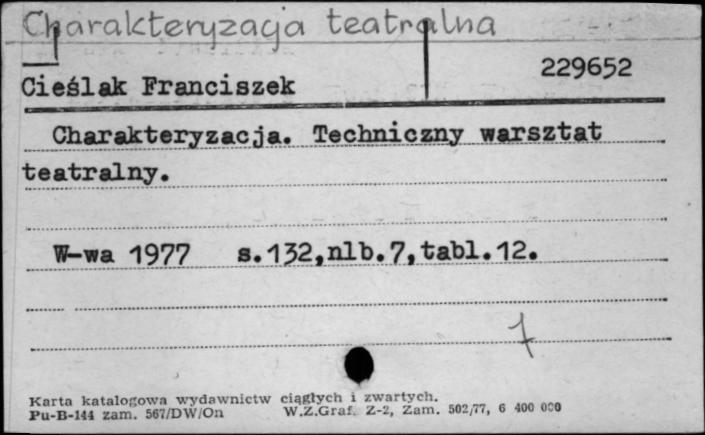 Charakteryzacja teatralna
229652
Cieślak Franciszek
Charakteryzacja. Techniczny warsztat
teatralny.
W-wa 1977 s.132,nlb.7,tabl.12.
1
Karta katalogowa wydawnictw ciągłych i zwartych.
Pu-B-144 zam. 567/DW/On W.Z.Graf. Z-2, Zam. 502/77, 6 400 000